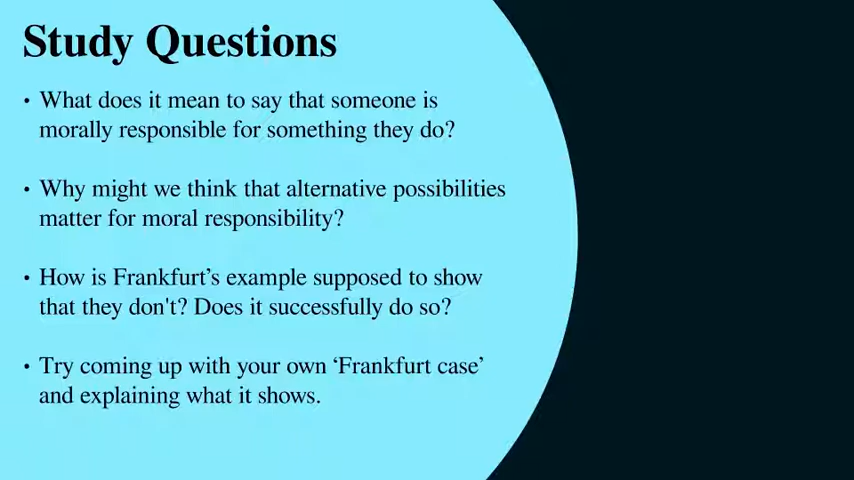 Study Questions
• What does it mean to say that someone is
morally responsible for something they do?
• Why might we think that alternative possibilities
matter for moral responsibility?
• How is Frankfurt’s example supposed to show
that they don't? Does it successfully do so?
• Try coming up with your own ‘Frankfurt case’
and explaining what it shows.